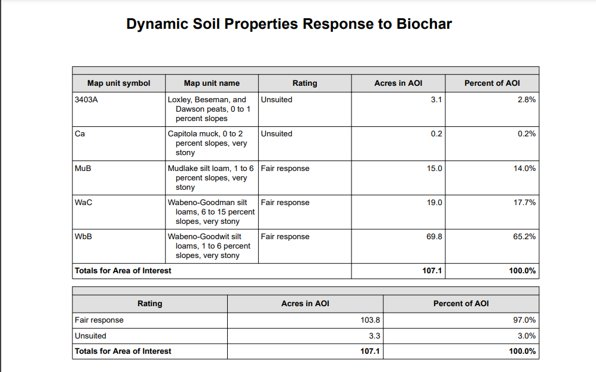 Dynamic Soil Properties Response to Biochar
Map unit symbol Map unit name Rating Acres in AOI Percent of AOI
3403A Loxley, Beseman, and Unsuited 3.1 2.8%
Dawson peats, 0 to 1
percent slopes
Ca Capitola muck, 0 to 2 Unsuited 0.2 0.2%
percent slopes, very
stony
MuB Mudlake silt loam, 1 to 6 Fair response 15.0 14.0%
percent slopes, very
stony
WaC Wabeno-Goodman silt Fair response 19.0 17.7%
loams, 6 to 15 percent
slopes, very stony
WbB Wabeno-Goodwit silt Fair response 69.8 65.2%
loams, 1 to 6 percent
slopes, very stony
Totals for Area of Interest 107.1 100.0%
Rating Acres in AOI Percent of AOI
Fair response 103.8 97.0%
Unsuited 3.3 3.0%
Totals for Area of Interest 107.1 100.0%